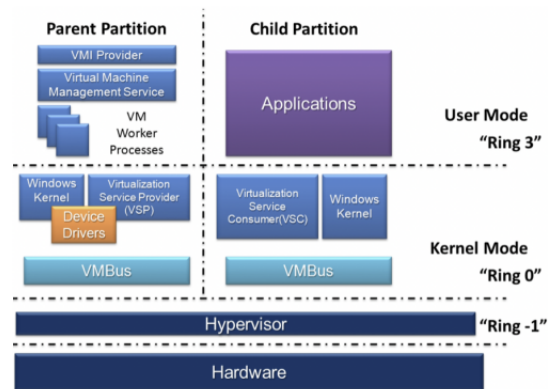 Parent Partition
Child Partition
VMI Provider
Virtual Machine
Management Service
VM
Worker
Processes
Applications
User Mode
“Ring 3”
Windows
Kernel
Virtualization
Service Provider
(VSP)
Device
Drivers
Virtualization
Service
Consumer(VSC)
Windows
Kernel
Kernel Mode
VMBus
VMBus
“Ring 0”
Hypervisor
“Ring -1”
Hardware